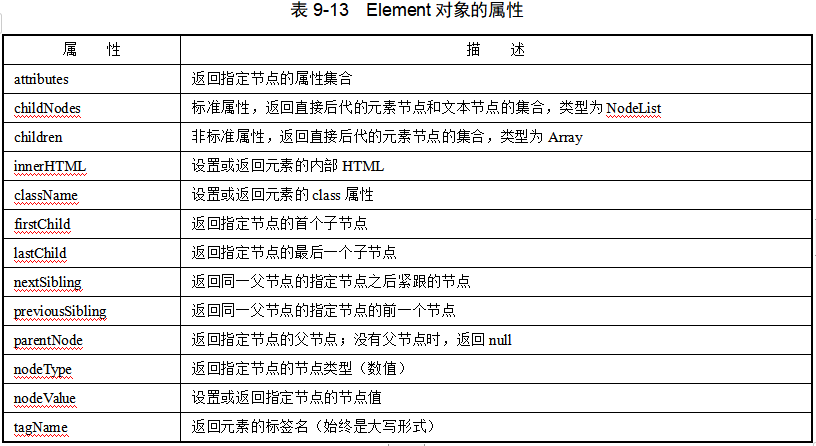 表 9-13 Element 对象的属性
属 性 描 述
attributes 返回指定节点的属性集合
childNodes 标准属性，返回直接后代的元素节点和文本节点的集合，类型为 NodeList
children 非标准属性，返回直接后代的元素节点的集合，类型为 Array
innerHTML 设置或返回元素的内部 HTML
className 设置或返回元素的 class 属性
firstChild 返回指定节点的首个子节点
lastChild 返回指定节点的最后一个子节点
nextSibling 返回同一父节点的指定节点之后紧跟的节点
previousSibling 返回同一父节点的指定节点的前一个节点
parentNode 返回指定节点的父节点；没有父节点时，返回 null
nodeType 返回指定节点的节点类型（数值）
nodeValue 设置或返回指定节点的节点值
tagName 返回元素的标签名（始终是大写形式）